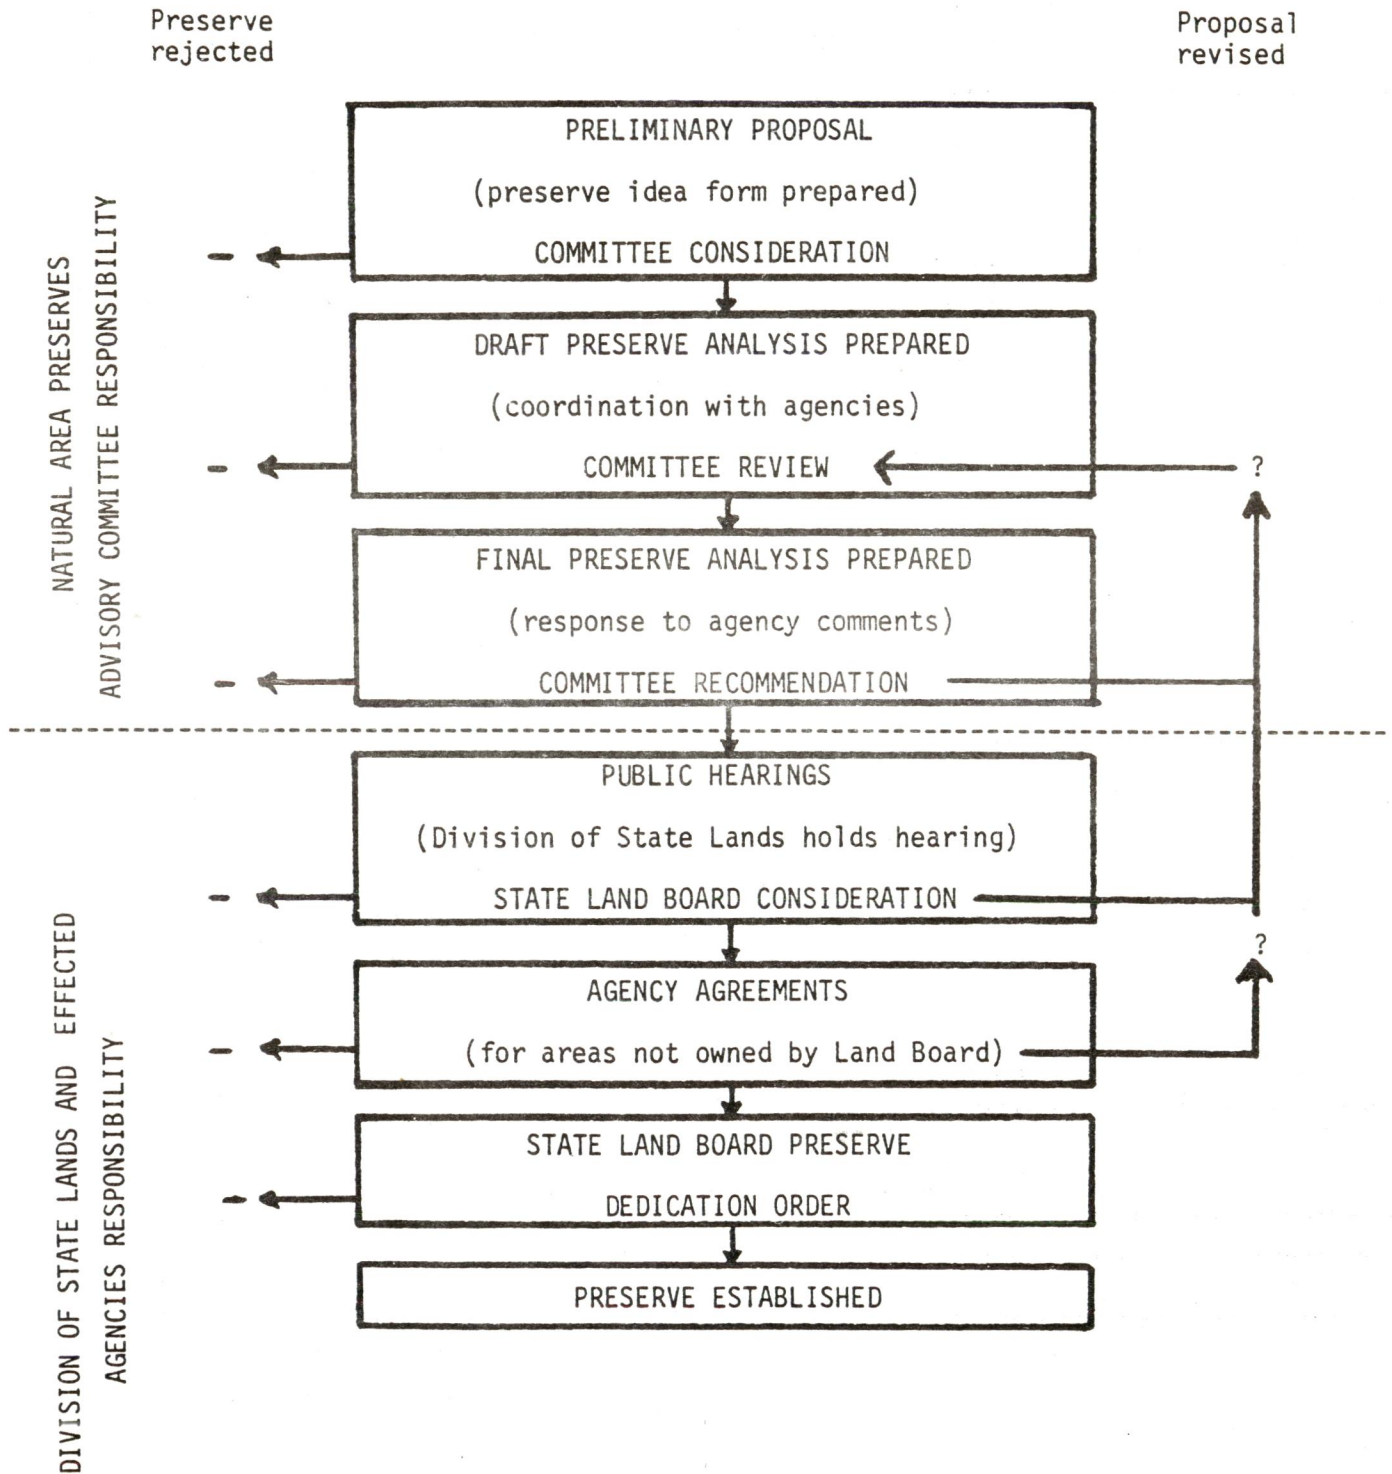 Preserve
rejected
Proposal
revised
PRELIMINARY PROPOSAL
(preserve idea form prepared)
COMMITTEE CONSIDERATION
NATURAL AREA PRESERVES
ADVISORY COMMITTEE RESPONSIBILITY
DRAFT PRESERVE ANALYSIS PREPARED
(coordination with agencies)
COMMITTEE REVIEW
?
FINAL PRESERVE ANALYSIS PREPARED
(response to agency comments)
COMMITTEE RECOMMENDATION
PUBLIC HEARINGS
(Division of State Lands holds hearing)
STATE LAND BOARD CONSIDERATION
DIVISION OF STATE LANDS AND EFFECTED
AGENCIES RESPONSIBILITY
?
AGENCY AGREEMENTS
(for areas not owned by Land Board)
STATE LAND BOARD PRESERVE
DEDICATION ORDER
PRESERVE ESTABLISHED